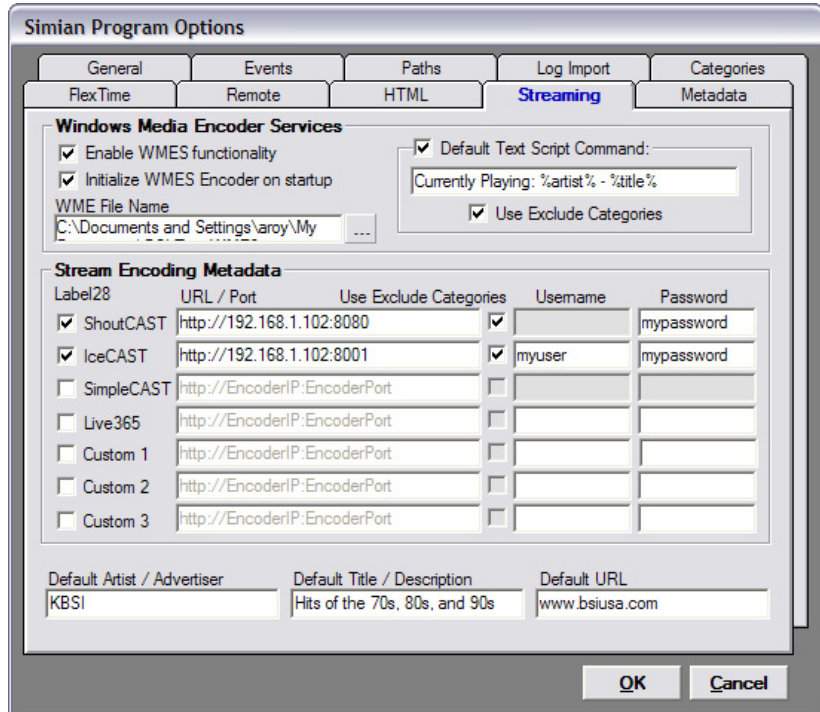 Simian Program Options
General Events Paths Log Import Categories
FlexTime Remote HTML Streaming Metadata
Windows Media Encoder Services
Enable WMES functionality
Initialize WMES Encoder on startup
WME File Name
C:\Documents and Settings\aroy\My
...
Default Text Script Command:
Currently Playing: %artist% - %title%
Use Exclude Categories
Stream Encoding Metadata
Label28 URL / Port Use Exclude Categories Username Password
ShoutCAST http://192.168.1.102:8080 mypassword
IceCAST http://192.168.1.102:8001 myuser mypassword
SimpleCAST http://EncoderIP:EncoderPort
Live365 http://EncoderIP:EncoderPort
Custom 1 http://EncoderIP:EncoderPort
Custom 2 http://EncoderIP:EncoderPort
Custom 3 http://EncoderIP:EncoderPort
Default Artist / Advertiser Default Title / Description Default URL
KBSI Hits of the 70s, 80s, and 90s www.bsiusa.com
OK Cancel